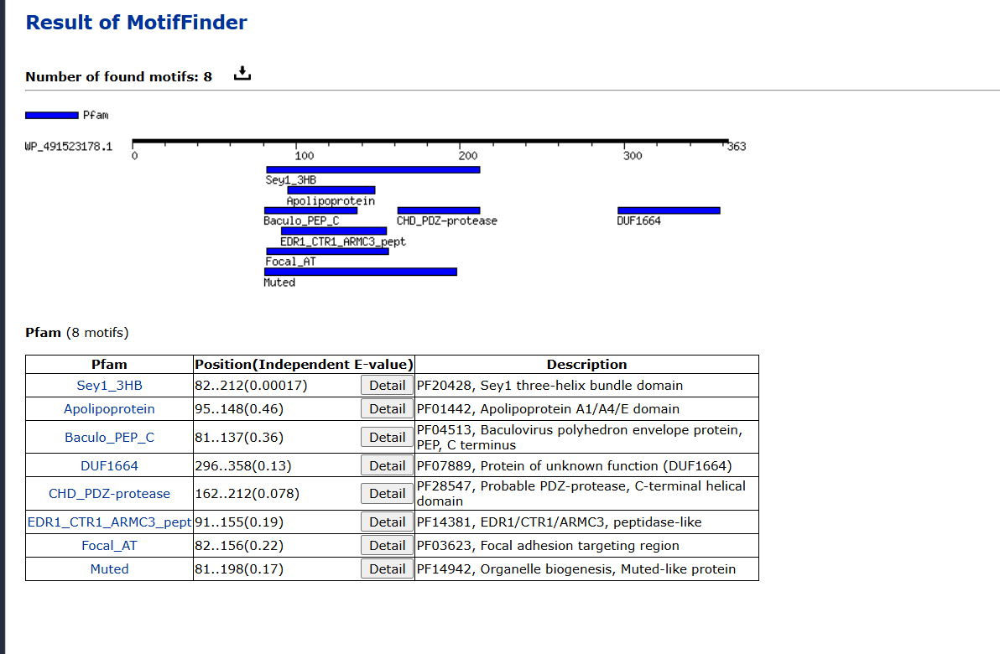 Result of MotifFinder
Number of found motifs: 8
Pfam
WP_491523178.1
0 100 200 300 363
Sey1_3HB
Apolipoprotein
Baculo_PEP_C CHD_PDZ-protease DUF1664
EDR1_CTR1_ARMC3_pept
Focal_AT
Muted
Pfam (8 motifs)
Pfam Position(Independent E-value) Description
Sey1_3HB 82..212(0.00017) Detail PF20428, Sey1 three-helix bundle domain
Apolipoprotein 95..148(0.46) Detail PF01442, Apolipoprotein A1/A4/E domain
Baculo_PEP_C 81..137(0.36) Detail PF04513, Baculovirus polyhedron envelope protein,
PEP, C terminus
DUF1664 296..358(0.13) Detail PF07889, Protein of unknown function (DUF1664)
CHD_PDZ-protease 162..212(0.078) Detail PF28547, Probable PDZ-protease, C-terminal helical
domain
EDR1_CTR1_ARMC3_pept 91..155(0.19) Detail PF14381, EDR1/CTR1/ARMC3, peptidase-like
Focal_AT 82..156(0.22) Detail PF03623, Focal adhesion targeting region
Muted 81..198(0.17) Detail PF14942, Organelle biogenesis, Muted-like protein